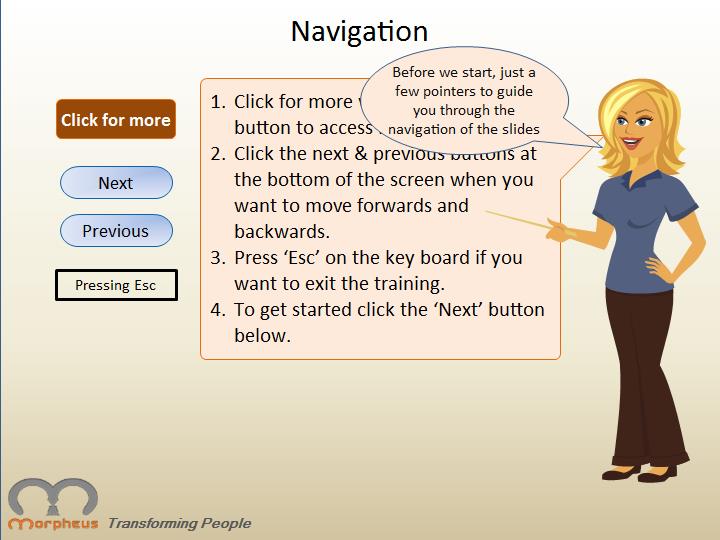 Navigation
Before we start, just a
few pointers to guide
you through the
navigation of the slides
Click for more
Next
Previous
Pressing Esc
1. Click for more
button to access
2. Click the next & previous buttons at
the bottom of the screen when you
want to move forwards and
backwards.
3. Press ‘Esc’ on the key board if you
want to exit the training.
4. To get started click the ‘Next’ button
below.
morpheus Transforming People